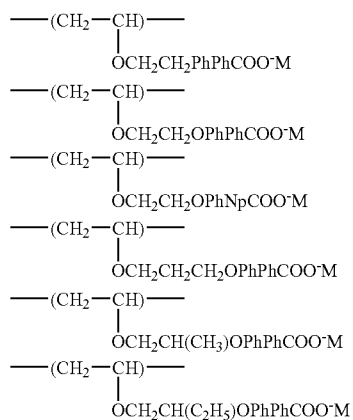 —(CH₂—CH)—
OCH₂CH₂PhPhCOO⁻M
—(CH₂—CH)—
OCH₂CH₂OPhPhCOO⁻M
—(CH₂—CH)—
OCH₂CH₂OPhNpCOO⁻M
—(CH₂—CH)—
OCH₂CH₂CH₂OPhPhCOO⁻M
—(CH₂—CH)—
OCH₂CH(CH₃)OPhPhCOO⁻M
—(CH₂—CH)—
OCH₂CH(C₂H₅)OPhPhCOO⁻M